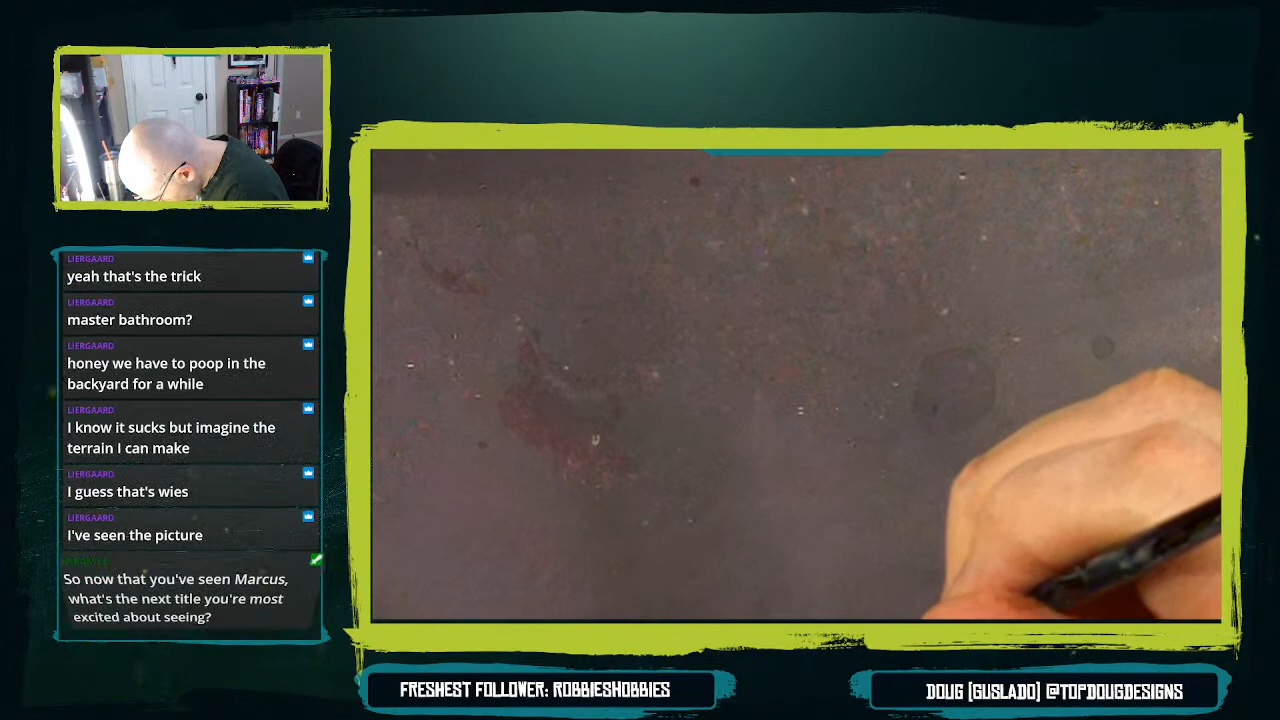 LIERGAARD
yeah that's the trick
LIERGAARD
master bathroom?
LIERGAARD
honey we have to poop in the
backyard for a while
LIERGAARD
I know it sucks but imagine the
terrain I can make
LIERGAARD
I guess that's wies
LIERGAARD
I've seen the picture
So now that you've seen Marcus,
what's the next title you're most
excited about seeing?
FRESHEST FOLLOWER: ROBBIESHOBBIES
DOUG [GUSLADO] @TOPDOUGDESIGNS